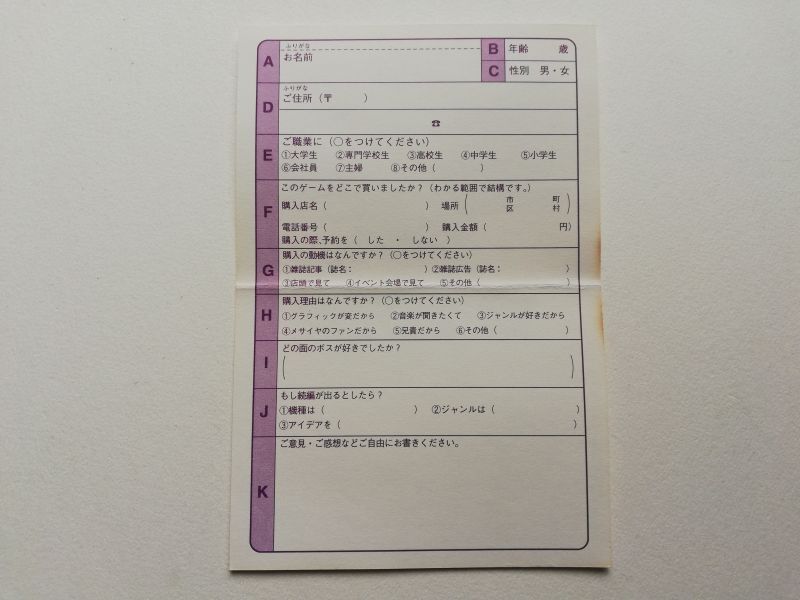 A
ふりがな
お名前
B
年齢 歳
C
性別 男・女
D
ふりがな
ご住所（〒 ）
☎
E
ご職業に（○をつけてください）
①大学生 ②専門学校生 ③高校生 ④中学生 ⑤小学生
⑥会社員 ⑦主婦 ⑧その他（ ）
F
このゲームをどこで買いましたか？（わかる範囲で結構です。）
購入店名（ ） 場所（ 市区 町村）
電話番号（ ） 購入金額（ 円）
購入の際、予約を（ した ・ しない ）
G
購入の動機はなんですか？（○をつけてください）
①雑誌記事（誌名： ）②雑誌広告（誌名： ）
③店頭で見て ④イベント会場で見て ⑤その他（ ）
H
購入理由はなんですか？（○をつけてください）
①グラフィックが変だから ②音楽が聞きたくて ③ジャンルが好きだから
④メサイヤのファンだから ⑤兄貴だから ⑥その他（ ）
I
どの面のボスが好きでしたか？
J
もし続編が出るとしたら？
①機種は（ ） ②ジャンルは（ ）
③アイデアを（ ）
K
ご意見・ご感想などご自由にお書きください。